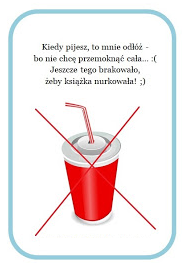 Kiedy pijesz, to mnie odłóż -
bo nie chcę przemoknąć cała... :(
Jeszcze tego brakowało,
żeby książka nurkowała! ;)